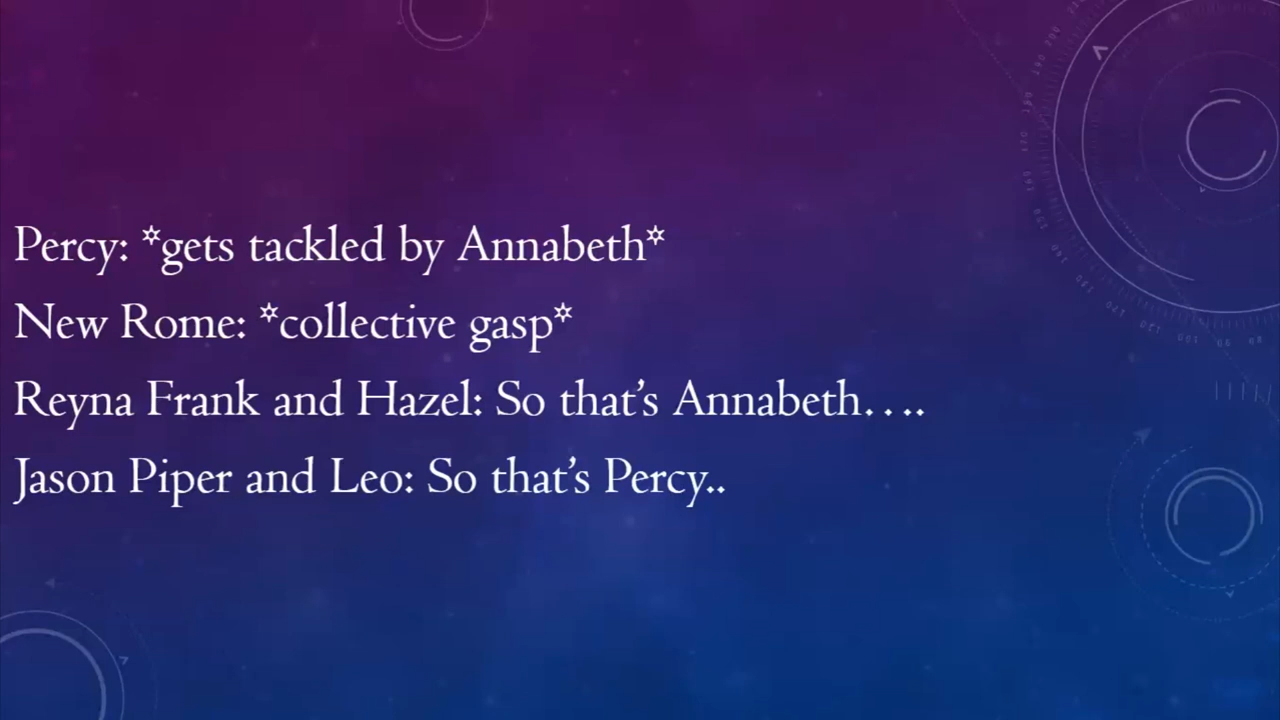 Percy: *gets tackled by Annabeth*
New Rome: *collective gasp*
Reyna Frank and Hazel: So that’s Annabeth….
Jason Piper and Leo: So that’s Percy..